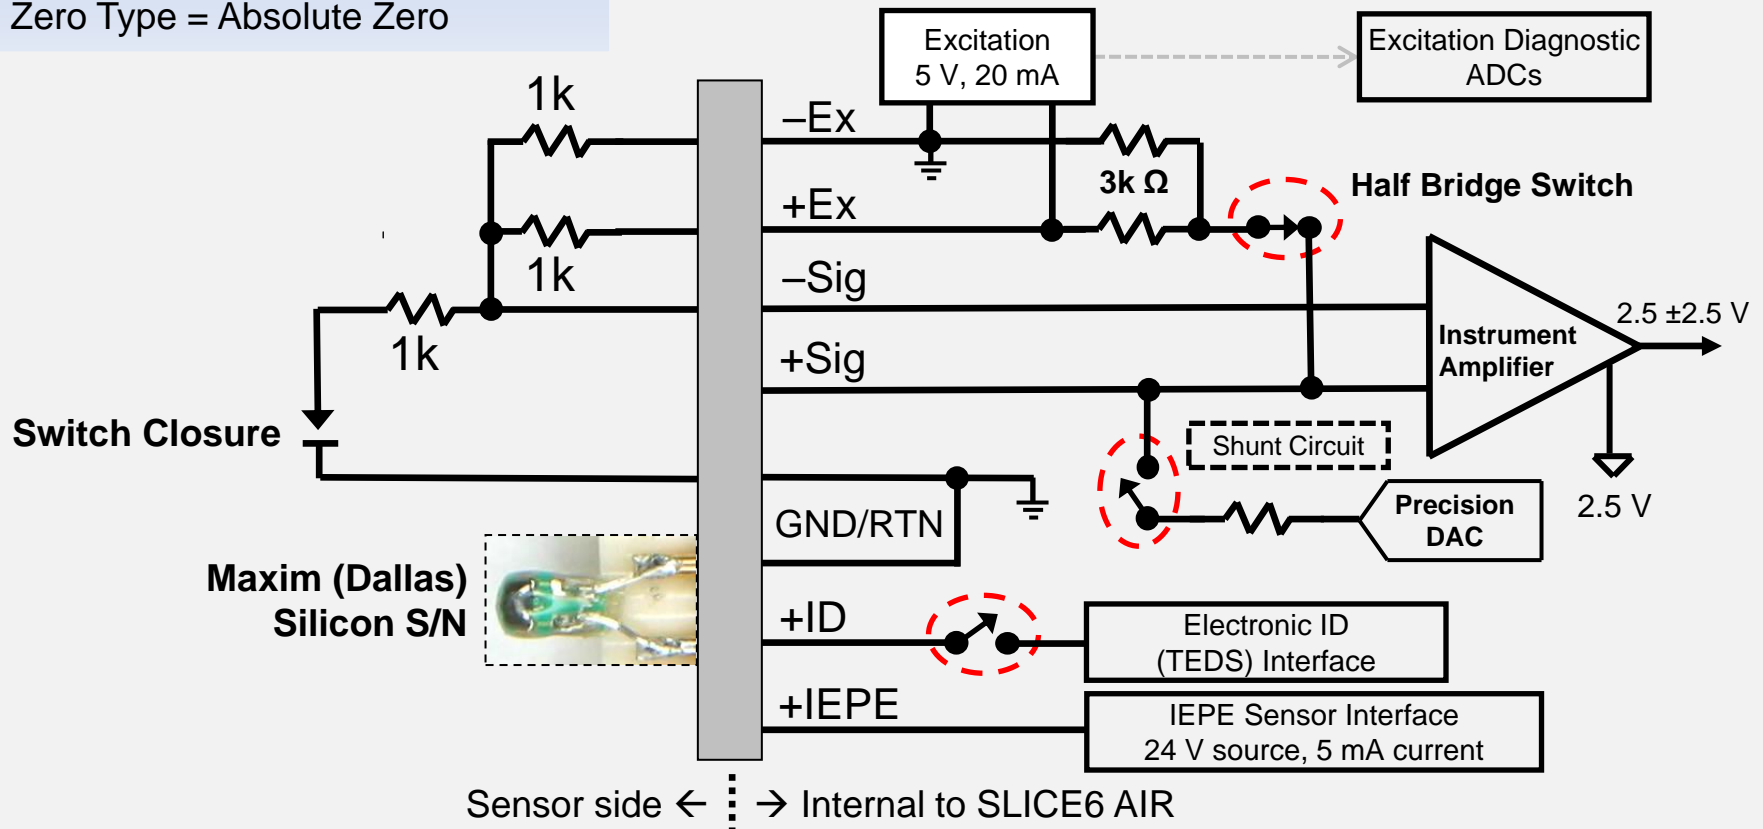 Zero Type = Absolute Zero
Excitation
5 V, 20 mA
Excitation Diagnostic
ADCs
1k
–Ex
3k Ω
Half Bridge Switch
+Ex
1k
–Sig
2.5 ±2.5 V
Instrument
Amplifier
1k
+Sig
Switch Closure
Shunt Circuit
Precision
DAC
2.5 V
GND/RTN
Maxim (Dallas)
Silicon S/N
+ID
Electronic ID
(TEDS) Interface
+IEPE
IEPE Sensor Interface
24 V source, 5 mA current
Sensor side ← → Internal to SLICE6 AIR